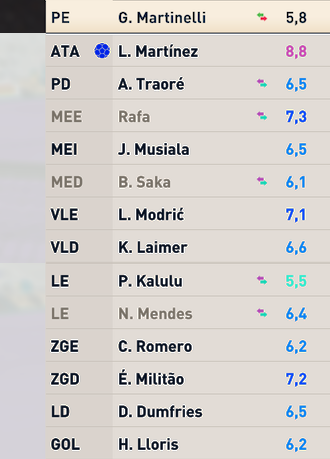 PE G. Martinelli 5,8
ATA L. Martínez 8,8
PD A. Traoré 6,5
MEE Rafa 7,3
MEI J. Musiala 6,5
MED B. Saka 6,1
VLE L. Modrić 7,1
VLD K. Laimer 6,6
LE P. Kalulu 5,5
LE N. Mendes 6,4
ZGE C. Romero 6,2
ZGD É. Militão 7,2
LD D. Dumfries 6,5
GOL H. Lloris 6,2